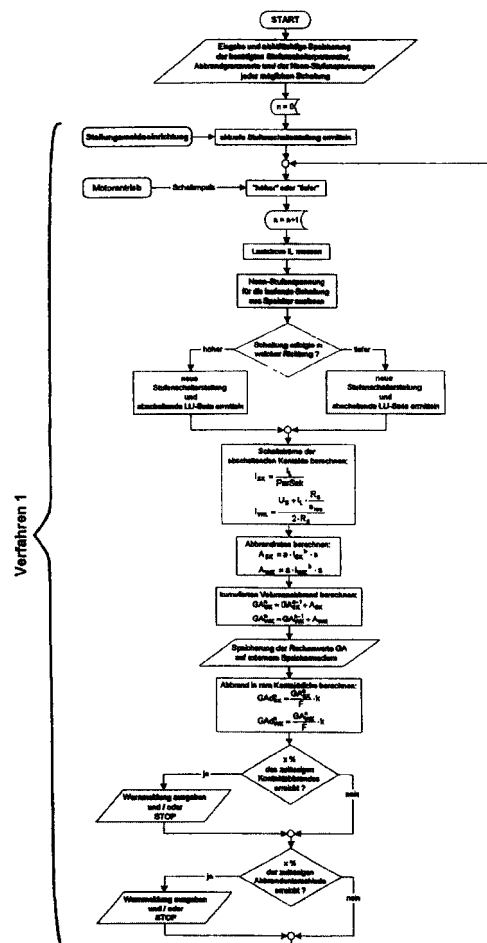 START
Eingabe und nichtflüchtige Speicherung
der benötigten Stufenschalterparameter,
Abbrandgrenzwerte und der Nenn-Stufenspannungen
jeder möglichen Schaltung
n = 0
Stellungsmeldeeinrichtung
aktuelle Stufenschalterstellung ermitteln
Motorantrieb
Schaltimpuls
"höher" oder "tiefer"
n = n+1
Laststrom IL messen
Nenn-Stufenspannung
für die laufende Schaltung
aus Speicher auslesen
Schaltung erfolgte in
welcher Richtung ?
höher
tiefer
neue
Stufenschalterstellung
und
abschaltende LU-Seite ermitteln
neue
Stufenschalterstellung
und
abschaltende LU-Seite ermitteln
Schaltströme der
abschaltenden Kontakte berechnen:
Abbrandraten berechnen:
kumulierten Volumenabbrand berechnen:
Speicherung der Rechenwerte GA
auf externem Speichermedium
Abbrand in mm Kontaktdicke berechnen:
x %
des zulässigen
Kontaktabbrandes
erreicht ?
ja
nein
Warnmeldung ausgeben
und / oder
STOP
x %
der zulässigen
Abbrandunterschiede
erreicht ?
ja
nein
Warnmeldung ausgeben
und / oder
STOP
Verfahren 1